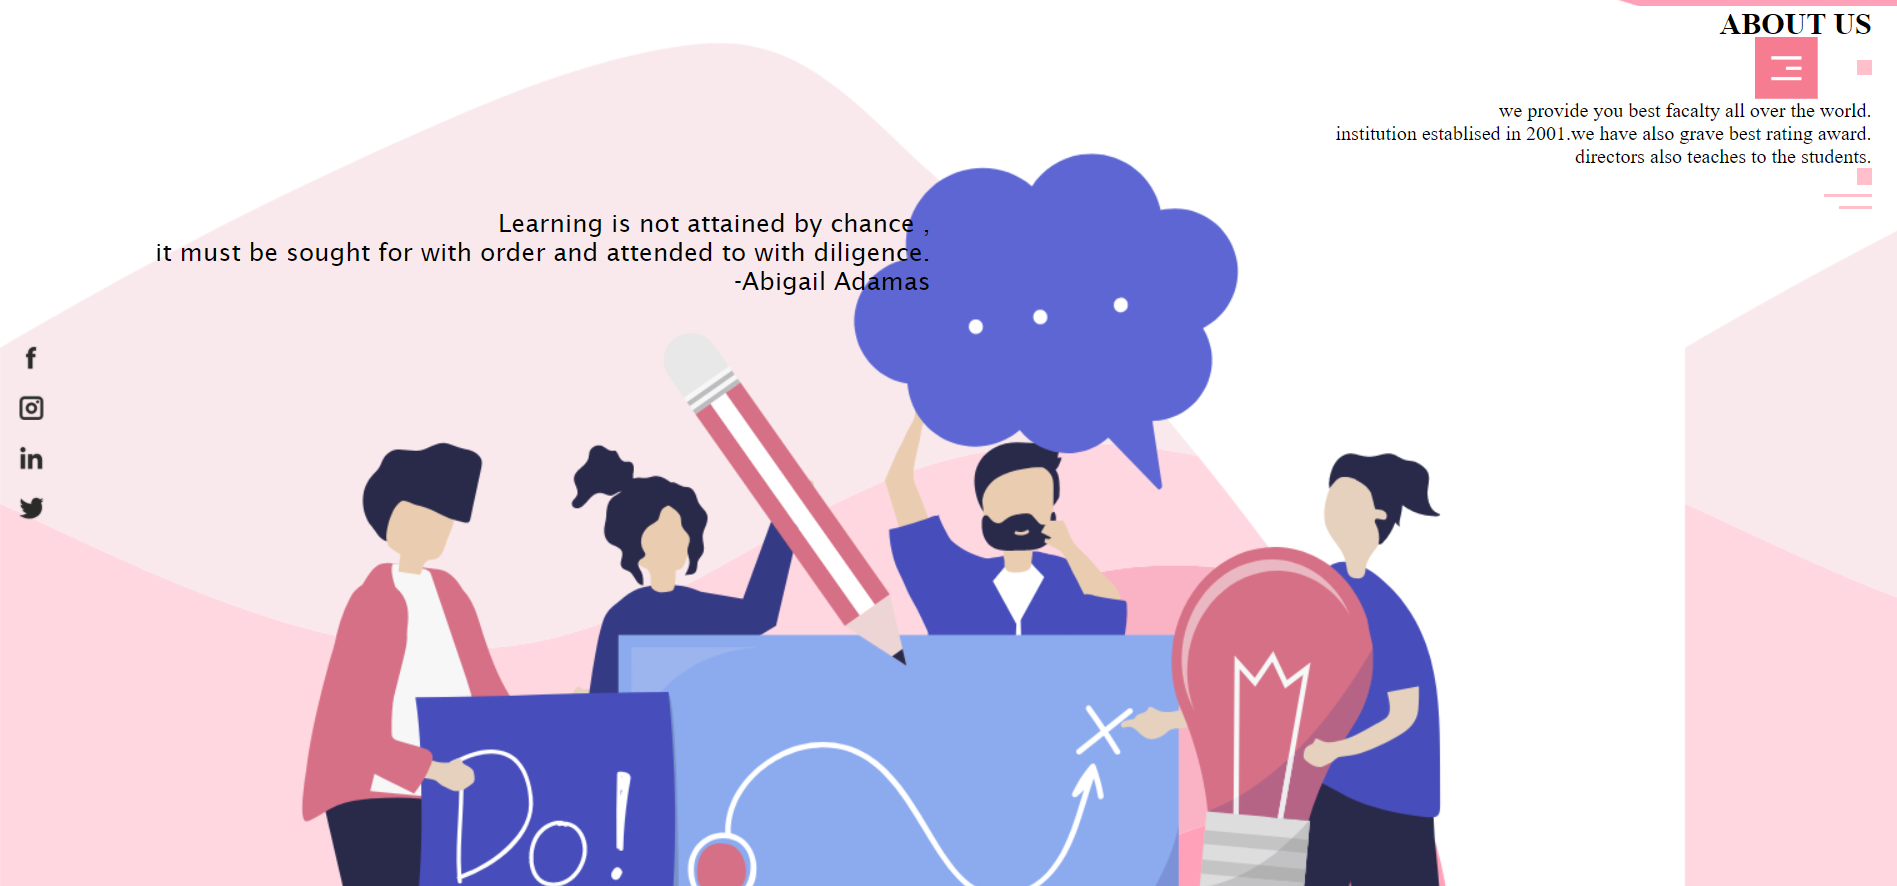 ABOUT US
we provide you best facalty all over the world.
institution establised in 2001.we have also grave best rating award.
directors also teaches to the students.
Learning is not attained by chance ,
it must be sought for with order and attended to with diligence.
-Abigail Adamas
f
in
Do!